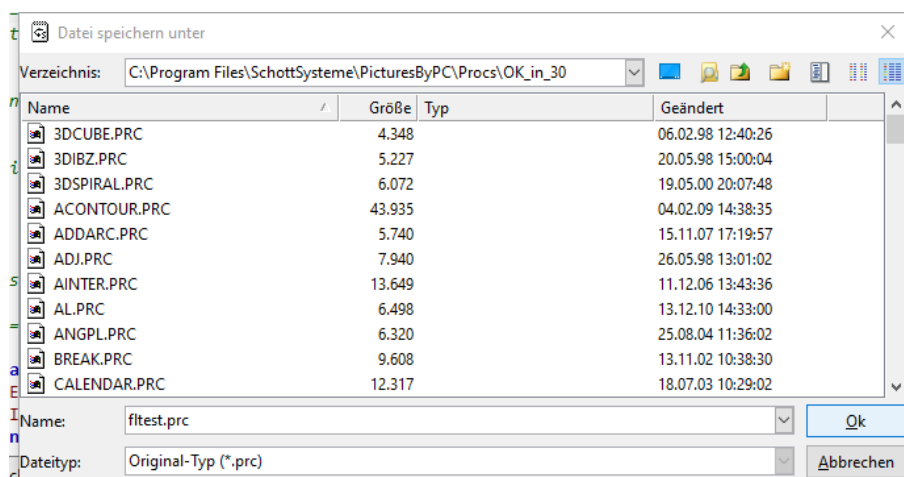 Datei speichern unter
Verzeichnis: C:\Program Files\SchottSysteme\PicturesByPC\Procs\OK_in_30
Name Größe Typ Geändert
3DCUBE.PRC 4.348 06.02.98 12:40:26
3DIBZ.PRC 5.227 20.05.98 15:00:04
3DSPIRAL.PRC 6.072 19.05.00 20:07:48
ACONTOUR.PRC 43.935 04.02.09 14:38:35
ADDARC.PRC 5.740 15.11.07 17:19:57
ADJ.PRC 7.940 26.05.98 13:01:02
AINTER.PRC 13.649 11.12.06 13:43:36
AL.PRC 6.498 13.12.10 14:33:00
ANGPL.PRC 6.320 25.08.04 11:36:02
BREAK.PRC 9.608 13.11.02 10:38:30
CALENDAR.PRC 12.317 18.07.03 10:29:02
Name: fltest.prc Ok
Dateityp: Original-Typ (*.prc) Abbrechen